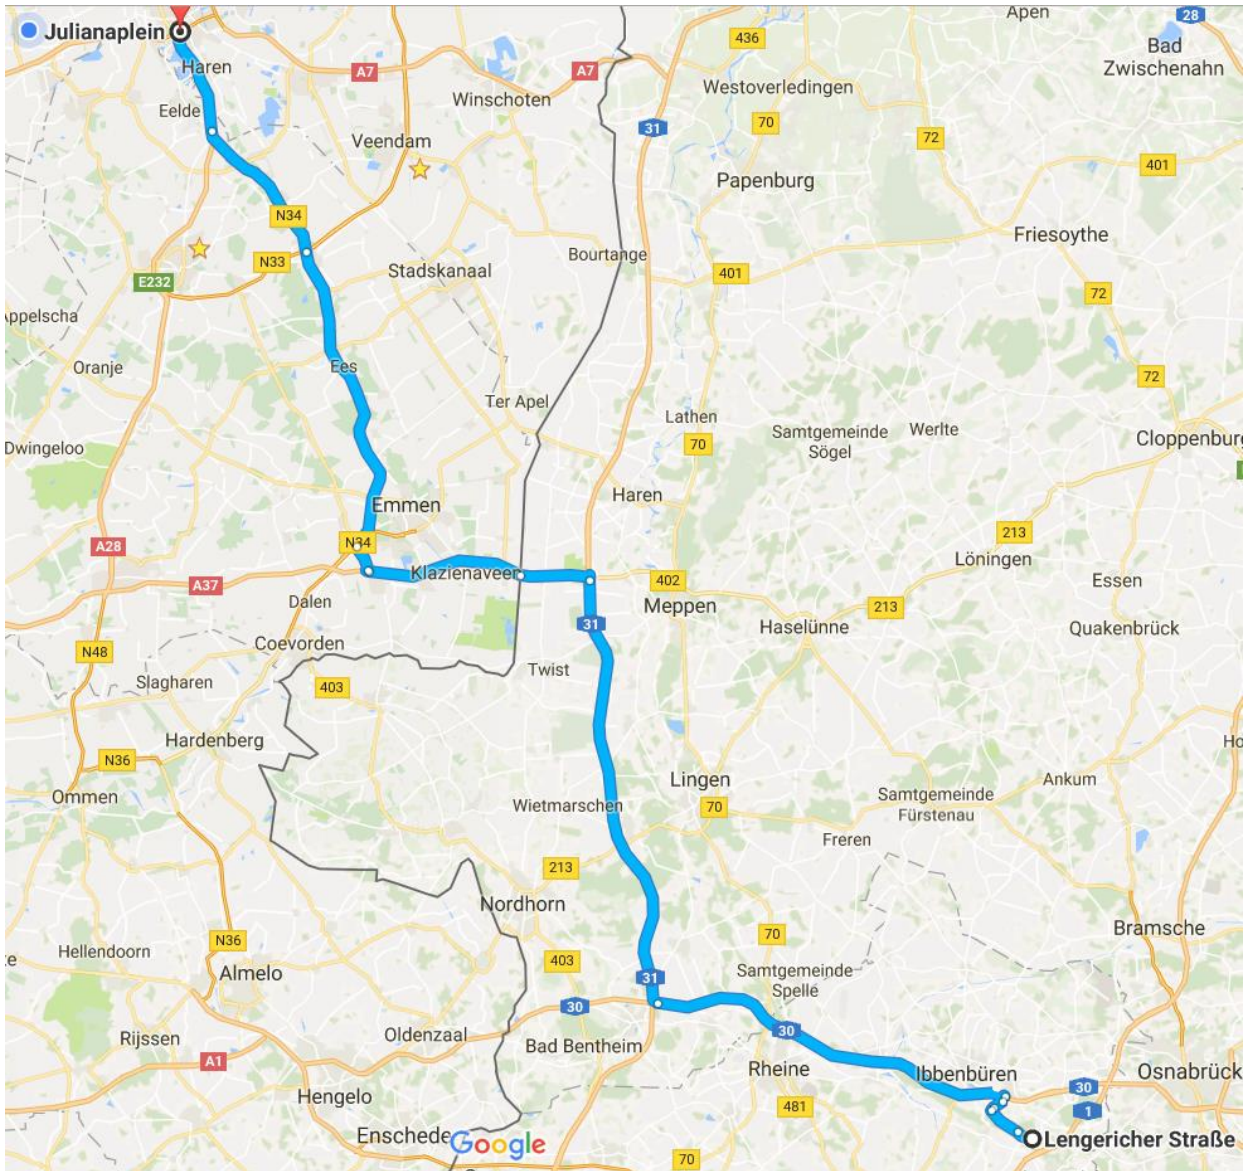 Apen
28
Julianaplein
436
Bad
Zwischenahn
Haren
A7
A7
Westoverledingen
Winschoten
Eelde
70
31
Veendam
72
401
Papenburg
N34
Friesoythe
Bourtange
N33
Stadskanaal
401
E232
72
Appelscha
Ees
Oranje
72
Ter Apel
Lathen
Samtgemeinde
Sögel
Werlte
Cloppenburg
Dwingeloo
70
Haren
Emmen
213
N34
A28
Löningen
Klazienaveen
402
Essen
A37
Dalen
Meppen
213
31
Haselünne
Quakenbrück
Coevorden
N48
Twist
Slagharen
403
Hardenberg
Ho
N36
Lingen
Ankum
Ommen
Wietmarschen
70
Samtgemeinde
Fürstenau
Freren
213
Nordhorn
Bramsche
N36
70
Hellendoorn
403
Almelo
31
Samtgemeinde
Spelle
30
Rijssen
Oldenzaal
Bad Bentheim
30
A1
Rheine
Ibbenbüren
Osnabrück
30
Hengelo
481
1
Enschede
Google
Lengericher Straße
70